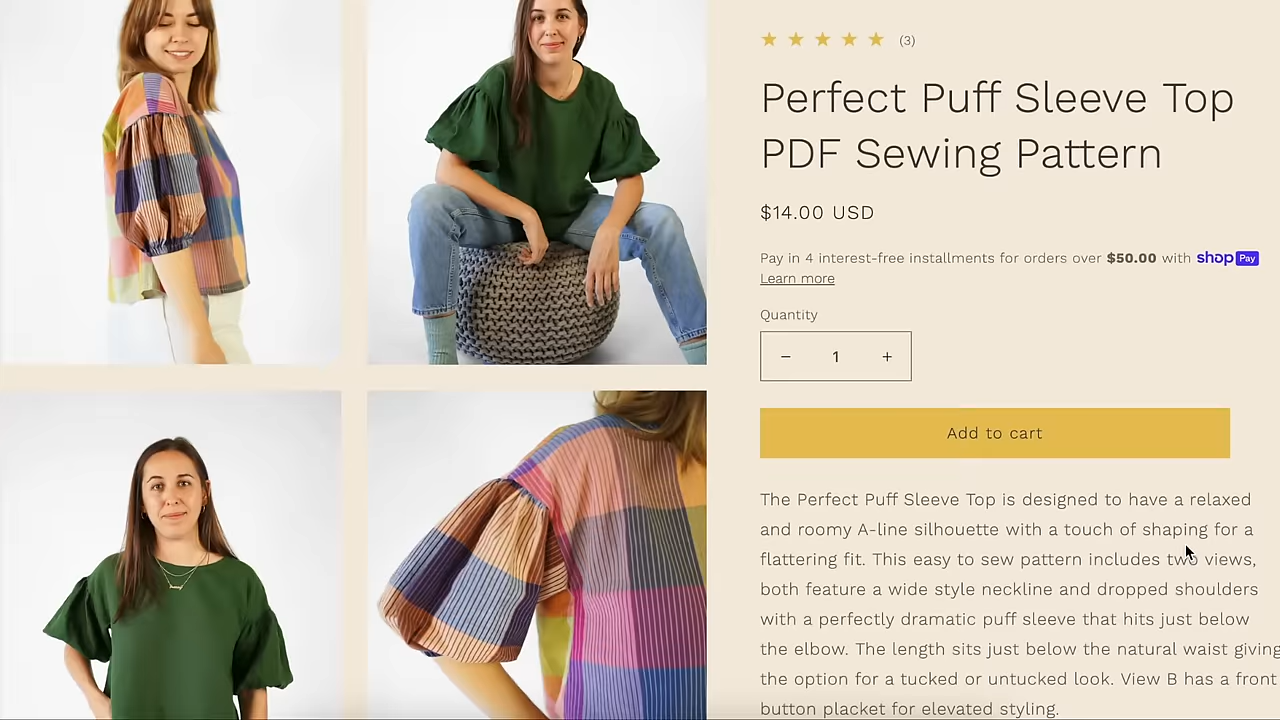 (3)
Perfect Puff Sleeve Top
PDF Sewing Pattern
$14.00 USD
Pay in 4 interest-free installments for orders over $50.00 with shop Pay
Learn more
Quantity
− 1 +
Add to cart
The Perfect Puff Sleeve Top is designed to have a relaxed
and roomy A-line silhouette with a touch of shaping for a
flattering fit. This easy to sew pattern includes two views,
both feature a wide style neckline and dropped shoulders
with a perfectly dramatic puff sleeve that hits just below
the elbow. The length sits just below the natural waist giving
the option for a tucked or untucked look. View B has a front
button placket for elevated styling.